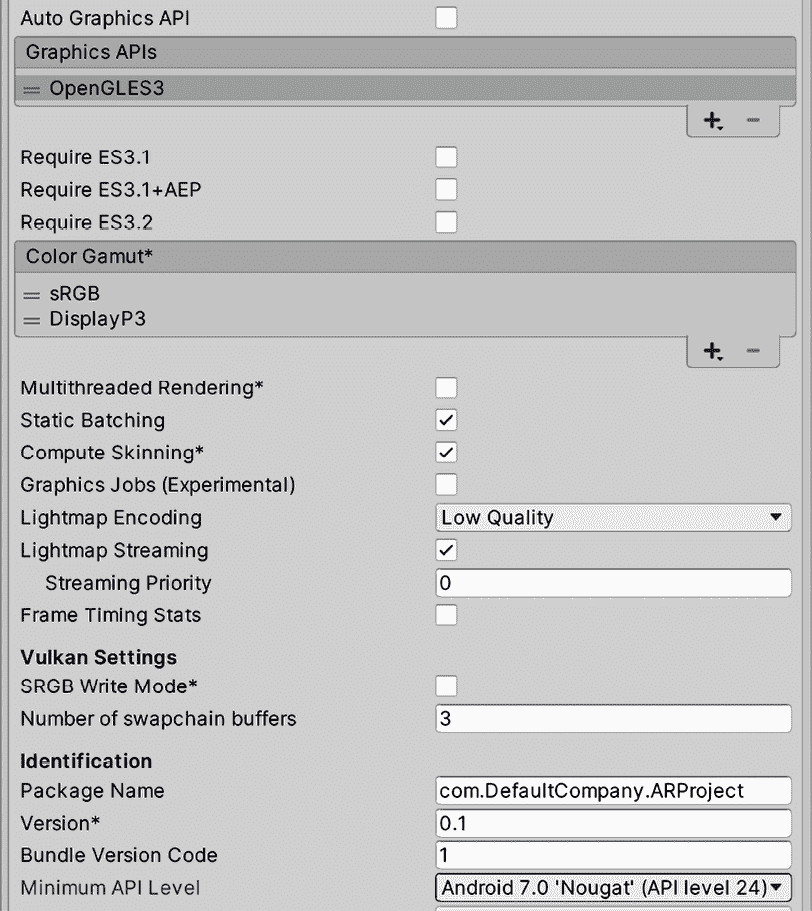 Auto Graphics API
Graphics APIs
OpenGLES3
Require ES3.1
Require ES3.1+AEP
Require ES3.2
Color Gamut*
sRGB
DisplayP3
Multithreaded Rendering*
Static Batching
Compute Skinning*
Graphics Jobs (Experimental)
Lightmap Encoding Low Quality
Lightmap Streaming
Streaming Priority 0
Frame Timing Stats
Vulkan Settings
SRGB Write Mode*
Number of swapchain buffers 3
Identification
Package Name com.DefaultCompany.ARProject
Version* 0.1
Bundle Version Code 1
Minimum API Level Android 7.0 'Nougat' (API level 24)